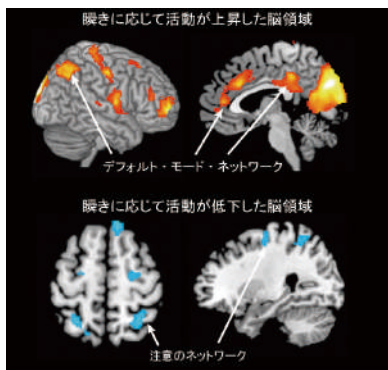 瞬きに応じて活動が上昇した脳領域
デフォルト・モード・ネットワーク
瞬きに応じて活動が低下した脳領域
注意のネットワーク